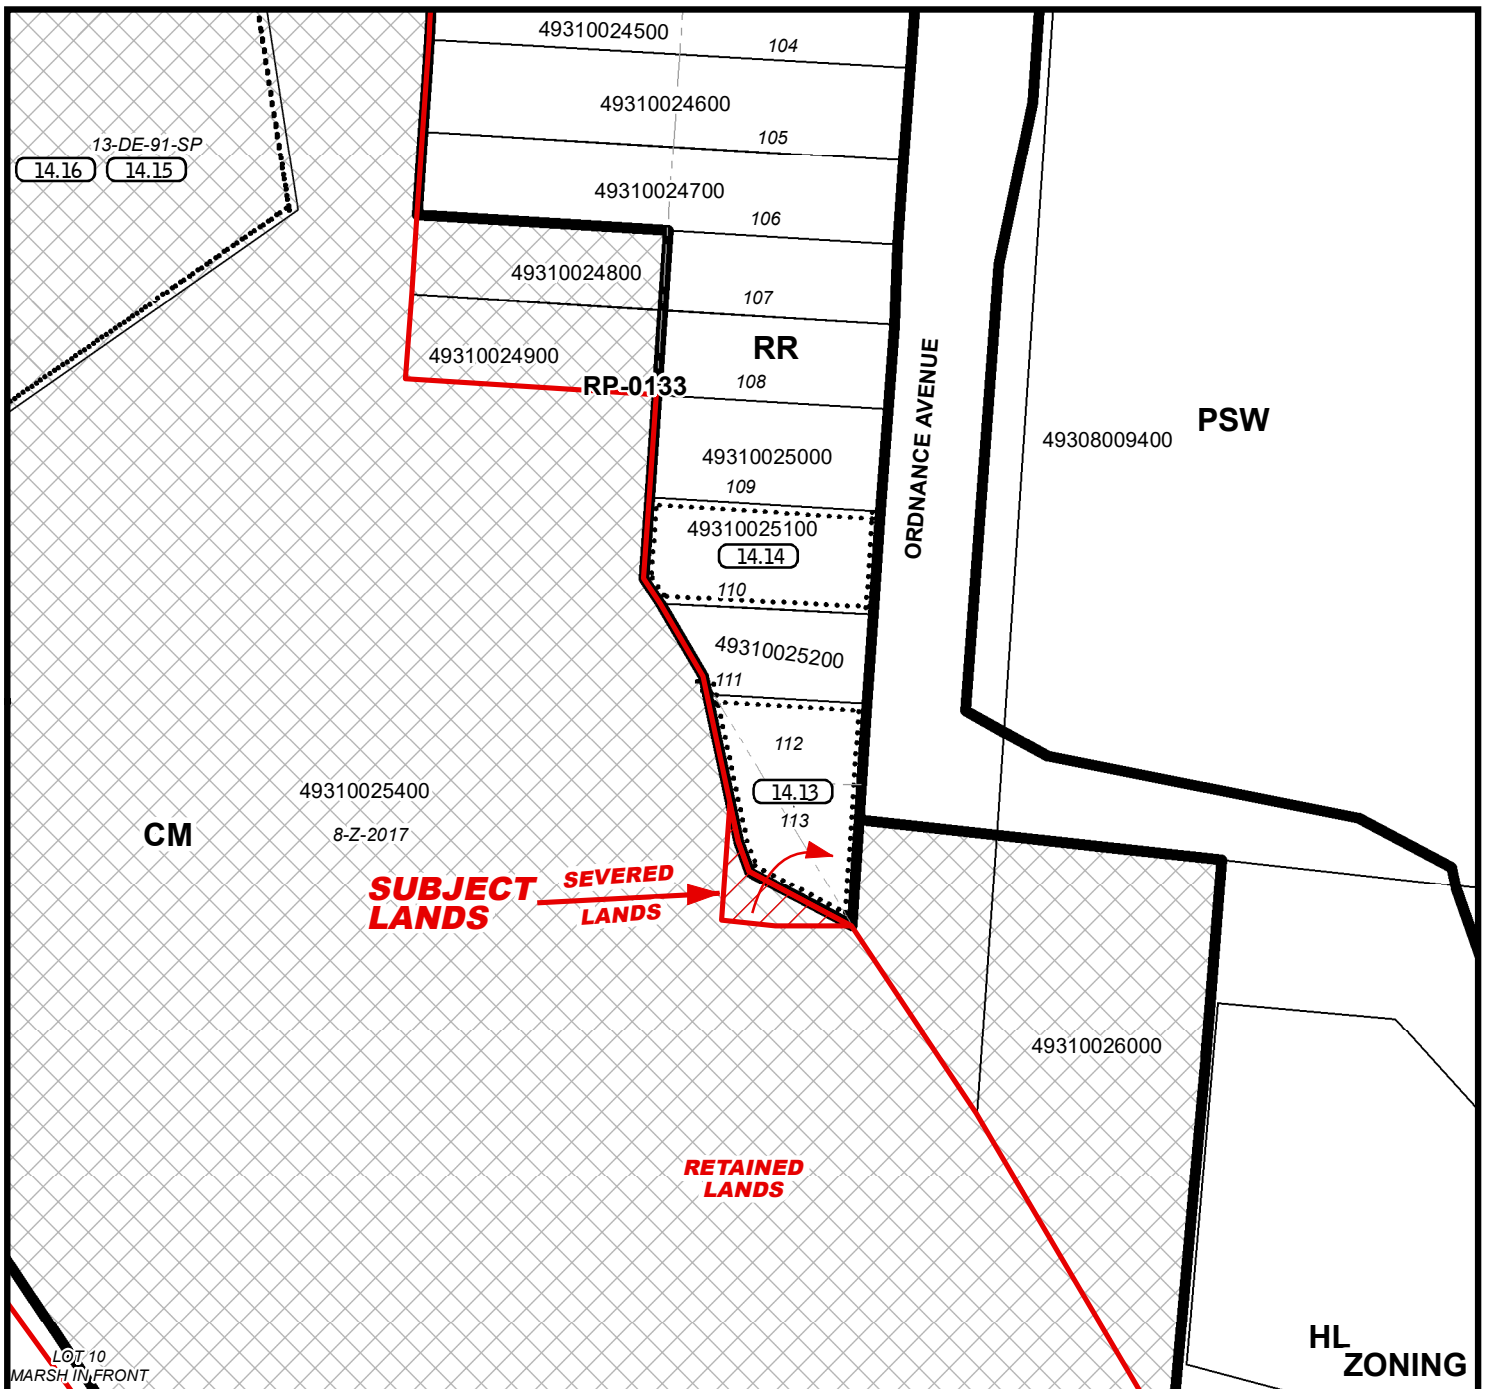 49310024500
104
49310024600
105
13-DE-91-SP
14.16
14.15
49310024700
106
49310024800
107
RR
49310024900
108
RP-0133
ORDNANCE AVENUE
PSW
49308009400
49310025000
109
49310025100
14.14
110
49310025200
111
112
14.13
113
49310025400
8-Z-2017
CM
SUBJECT
LANDS
SEVERED
LANDS
49310026000
RETAINED
LANDS
HL
ZONING
LOT 10
MARSH IN FRONT